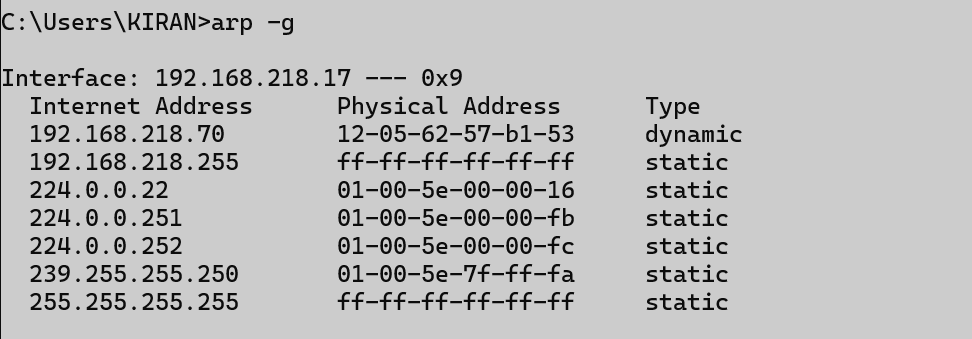 C:\Users\KIRAN>arp -g
Interface: 192.168.218.17 --- 0x9
Internet Address Physical Address Type
192.168.218.70 12-05-62-57-b1-53 dynamic
192.168.218.255 ff-ff-ff-ff-ff-ff static
224.0.0.22 01-00-5e-00-00-16 static
224.0.0.251 01-00-5e-00-00-fb static
224.0.0.252 01-00-5e-00-00-fc static
239.255.255.250 01-00-5e-7f-ff-fa static
255.255.255.255 ff-ff-ff-ff-ff-ff static